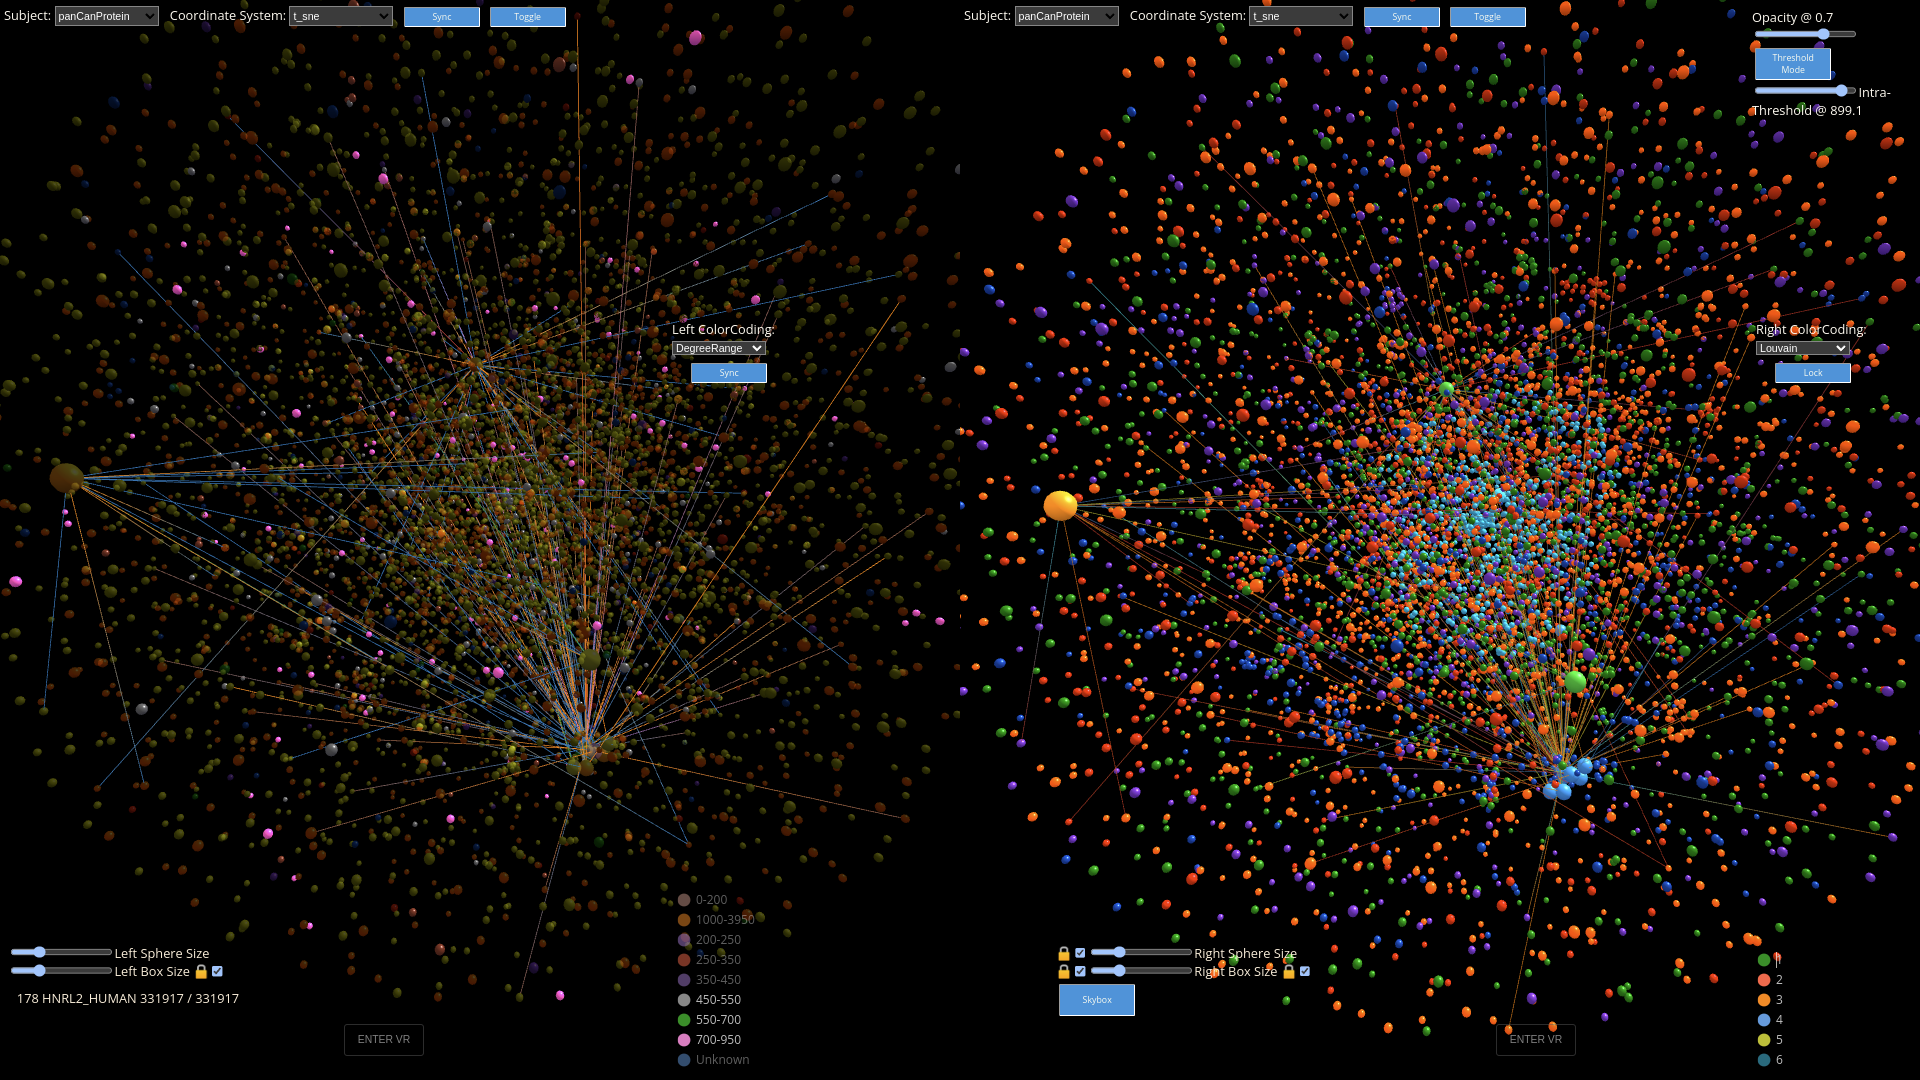 Subject: panCanProtein Coordinate System: t_sne Sync Toggle
Subject: panCanProtein Coordinate System: t_sne Sync Toggle
Opacity @ 0.7
Threshold
Mode
Intra-
Threshold @ 899.1
Left ColorCoding:
DegreeRange
Sync
Right ColorCoding:
Louvain
Lock
0-200
1000-3950
200-250
250-350
350-450
450-550
550-700
700-950
Unknown
Left Sphere Size
Left Box Size
178 HNRL2_HUMAN 331917 / 331917
ENTER VR
Right Sphere Size
Right Box Size
Skybox
ENTER VR
2
3
4
5
6